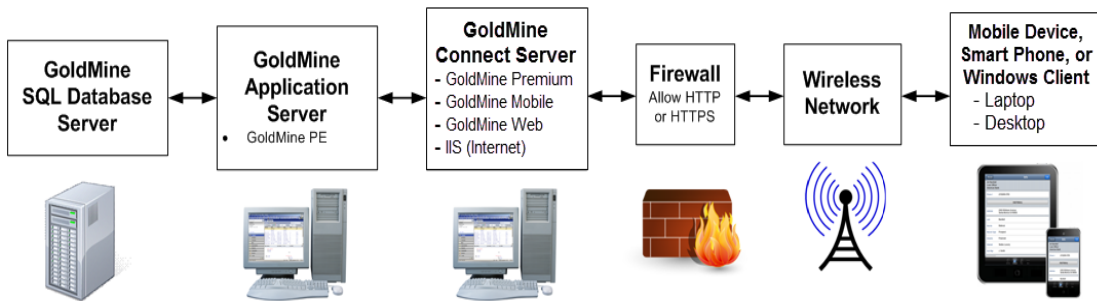 GoldMine
SQL Database
Server
GoldMine
Application
Server
• GoldMine PE
GoldMine
Connect Server
- GoldMine Premium
- GoldMine Mobile
- GoldMine Web
- IIS (Internet)
Firewall
Allow HTTP
or HTTPS
Wireless
Network
Mobile Device,
Smart Phone, or
Windows Client
- Laptop
- Desktop